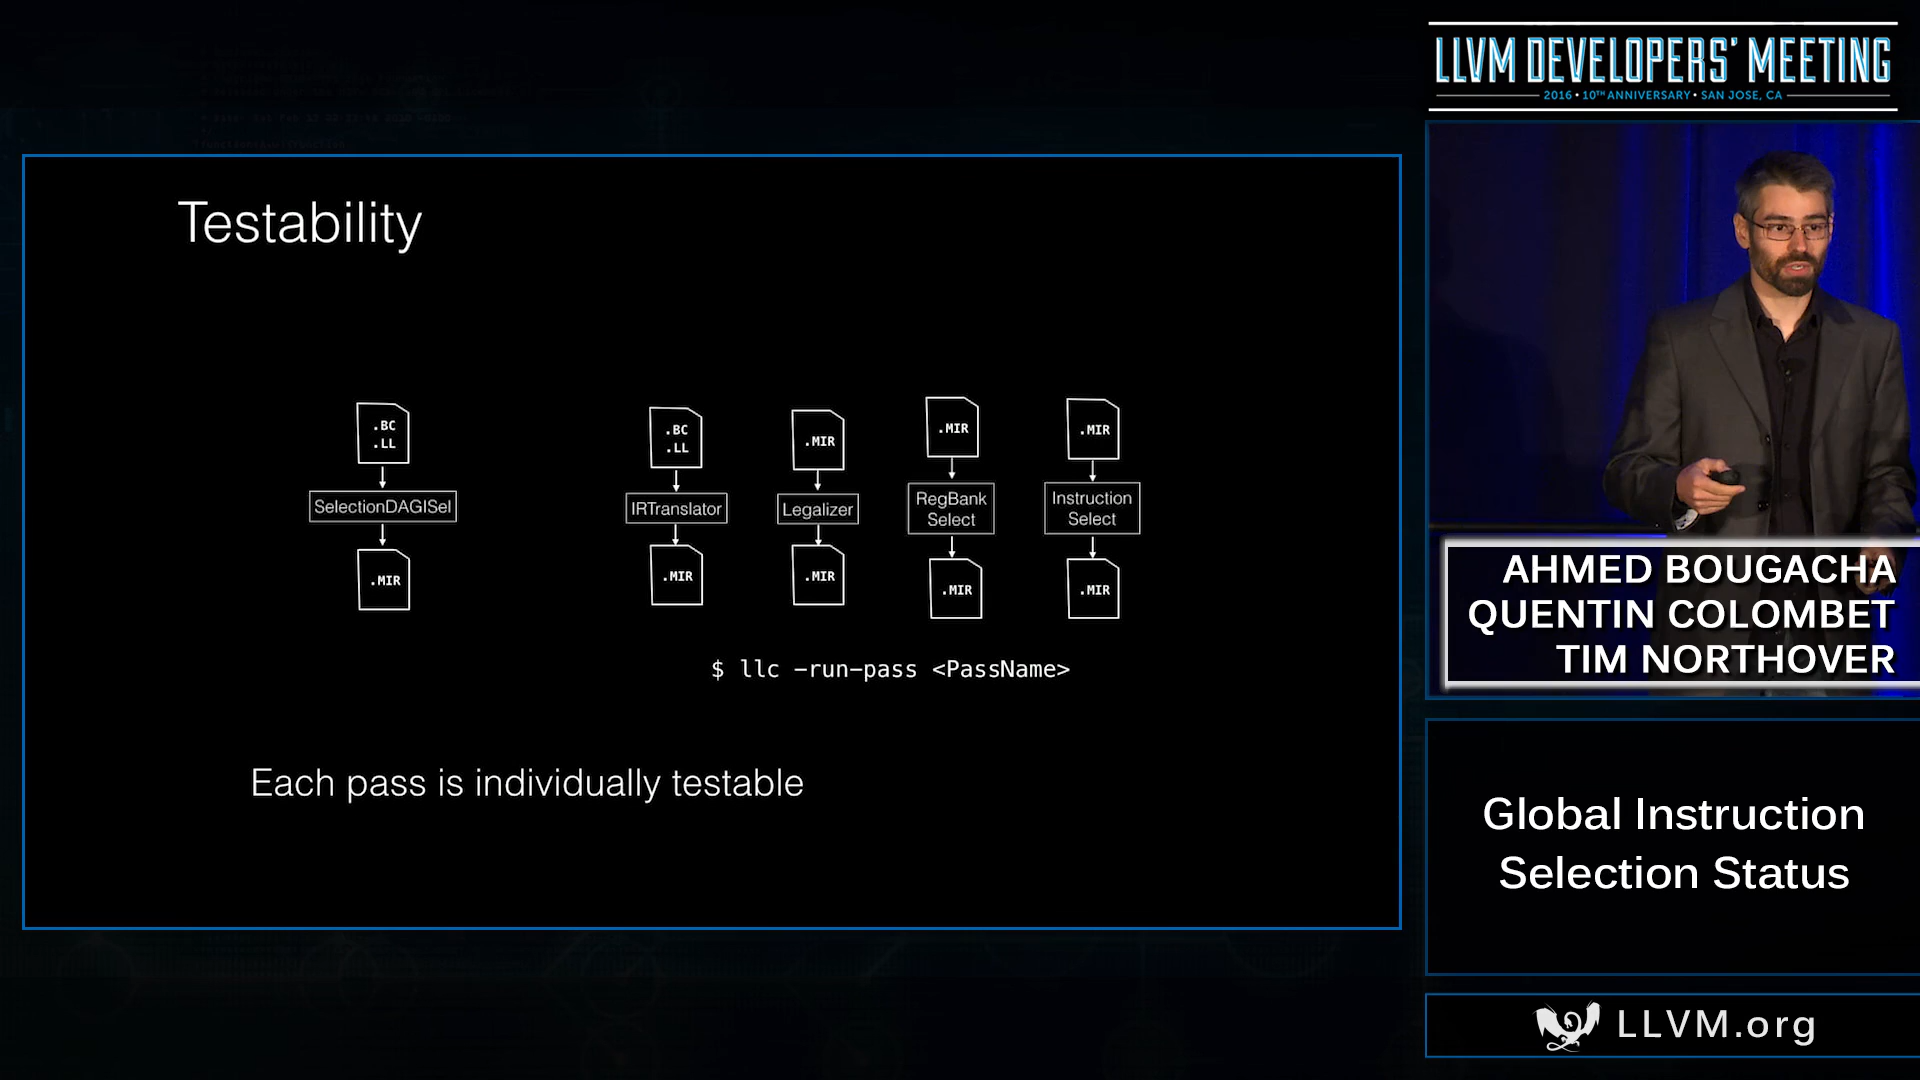 LLVM DEVELOPERS' MEETING
2016 • 10TH ANNIVERSARY • SAN JOSE, CA
Testability
.BC
.LL
SelectionDAGISel
.MIR
.BC
.LL
IRTranslator
.MIR
.MIR
Legalizer
.MIR
.MIR
RegBank
Select
.MIR
.MIR
Instruction
Select
.MIR
$ llc -run-pass <PassName>
Each pass is individually testable
AHMED BOUGACHA
QUENTIN COLOMBET
TIM NORTHOVER
Global Instruction
Selection Status
LLVM.org